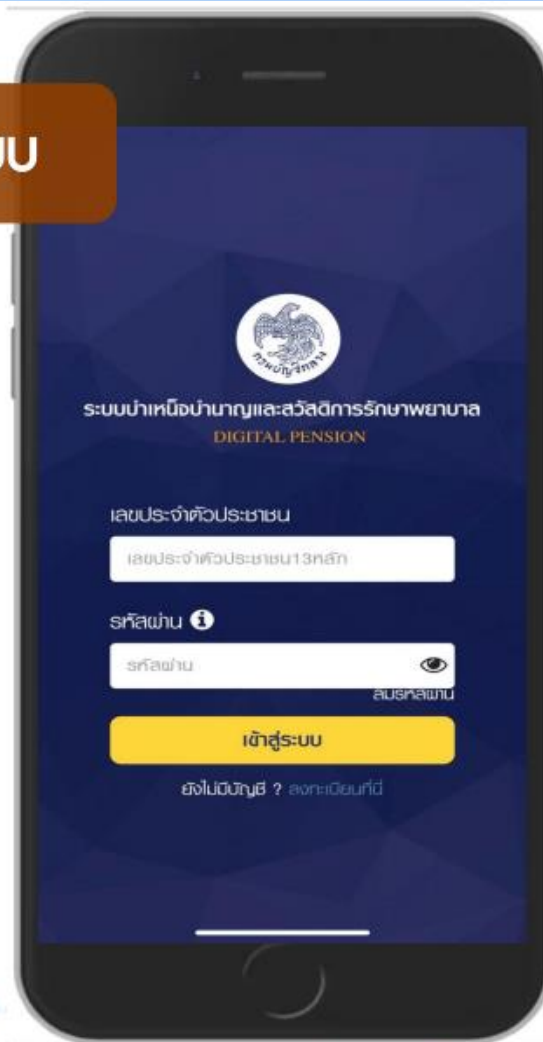 ระบบบำเหน็จบำนาญและสวัสดิการรักษาพยาบาล
DIGITAL PENSION
เลขประจำตัวประชาชน
เลขประจำตัวประชาชน13หลัก
รหัสผ่าน
รหัสผ่าน
ลืมรหัสผ่าน
เข้าสู่ระบบ
ยังไม่มีบัญชี ? ลงทะเบียนที่นี่